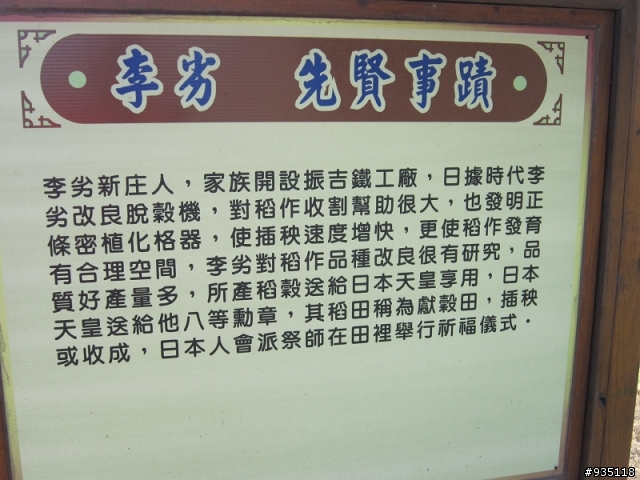 李劣 先賢事蹟
李劣新庄人，家族開設振吉鐵工廠，日據時代李
劣改良脫穀機，對稻作收割幫助很大，也發明正
條密植化格器，使插秧速度增快，更使稻作發育
有合理空間，李劣對稻作品種改良很有研究，品
質好產量多，所產稻穀送給日本天皇享用，日本
天皇送給他八等勳章，其稻田稱為獻穀田，插秧
或收成，日本人會派祭師在田裡舉行祈福儀式．
#935118